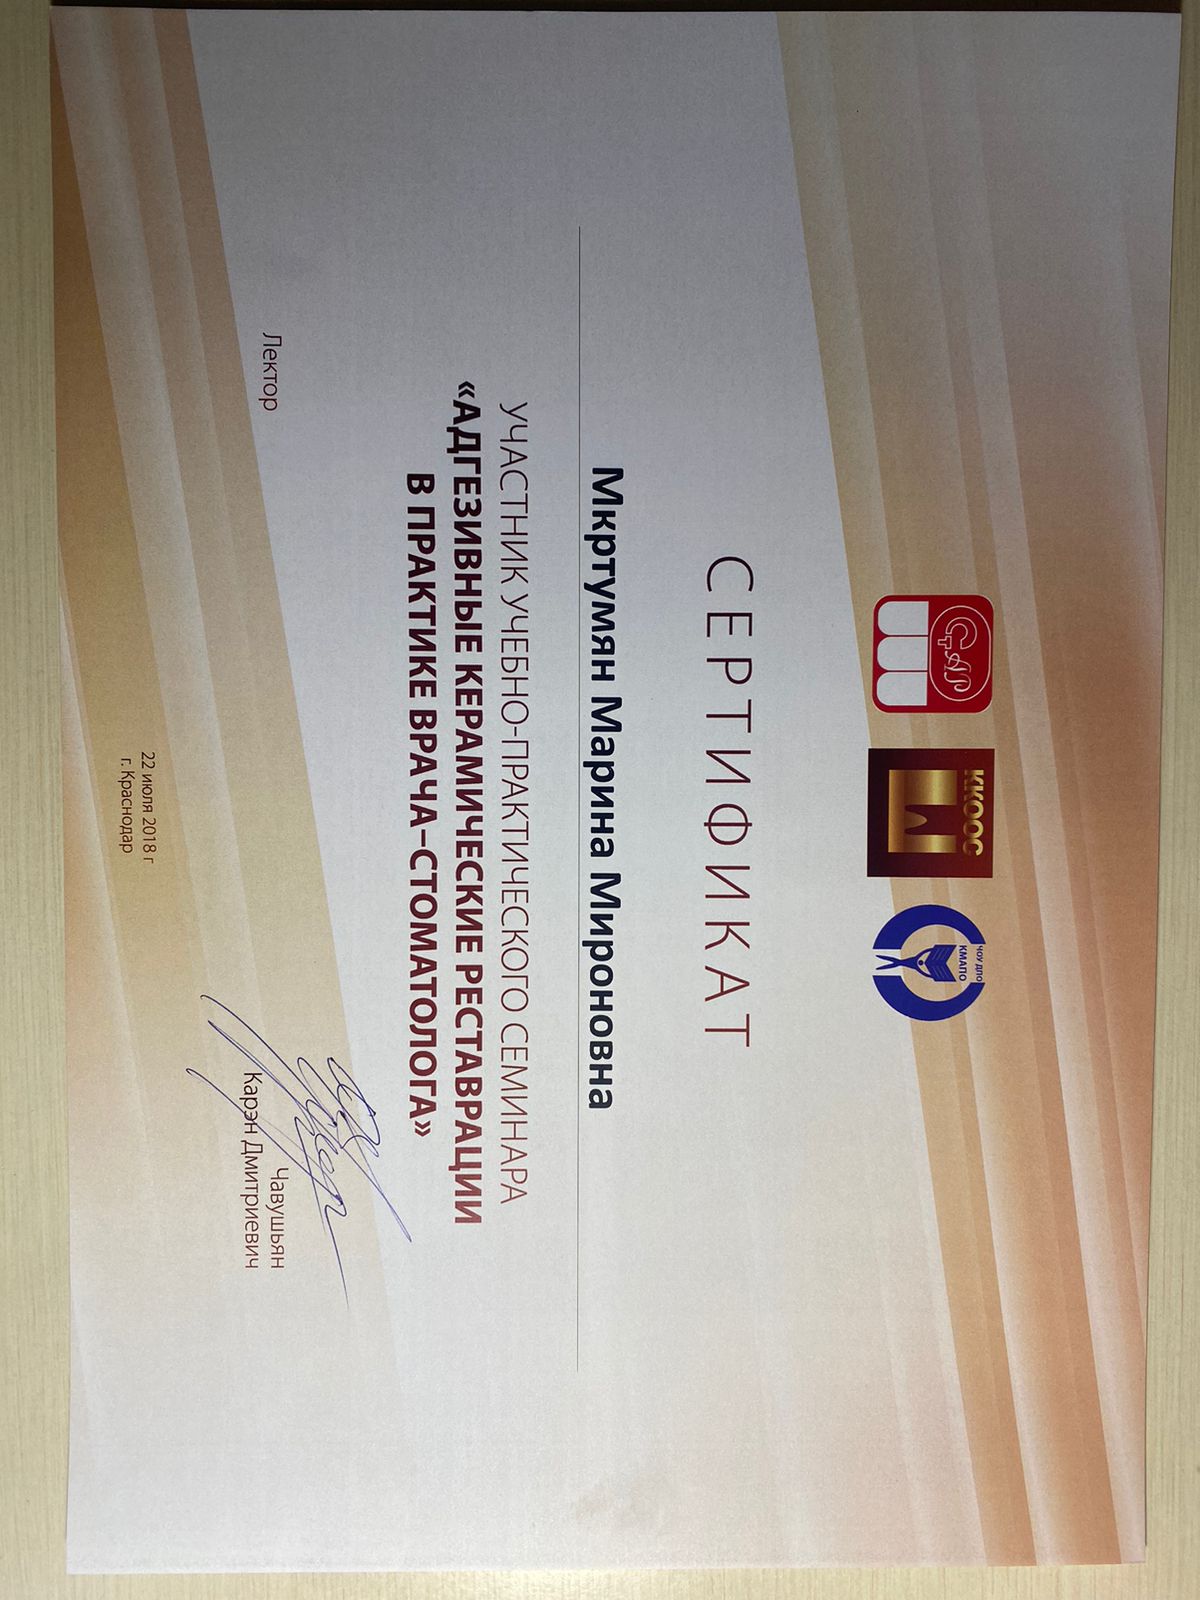 СтАР
ККООС
ЧОУ ДПО
КМАПО
СЕРТИФИКАТ
Мкртумян Марина Мироновна
УЧАСТНИК УЧЕБНО-ПРАКТИЧЕСКОГО СЕМИНАРА
«АДГЕЗИВНЫЕ КЕРАМИЧЕСКИЕ РЕСТАВРАЦИИ
В ПРАКТИКЕ ВРАЧА–СТОМАТОЛОГА»
Лектор
Чавушьян
Карэн Дмитриевич
22 июля 2018 г
г. Краснодар